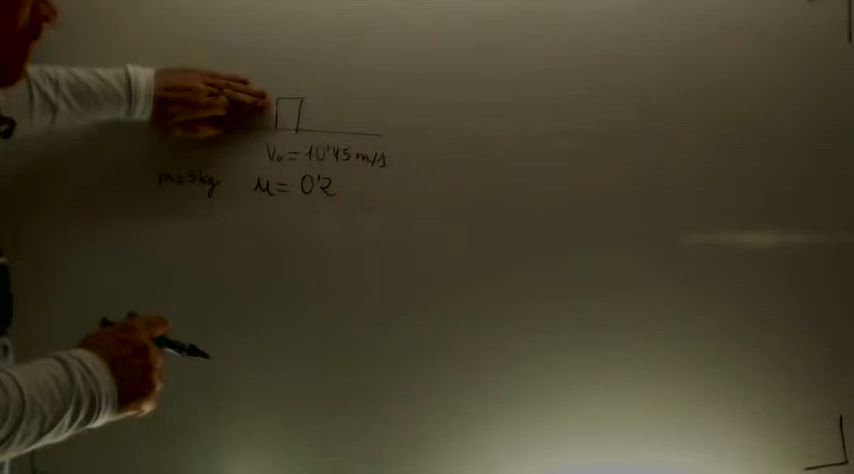 V₀ = 10'45 m/s
m=5kg μ = 0'2